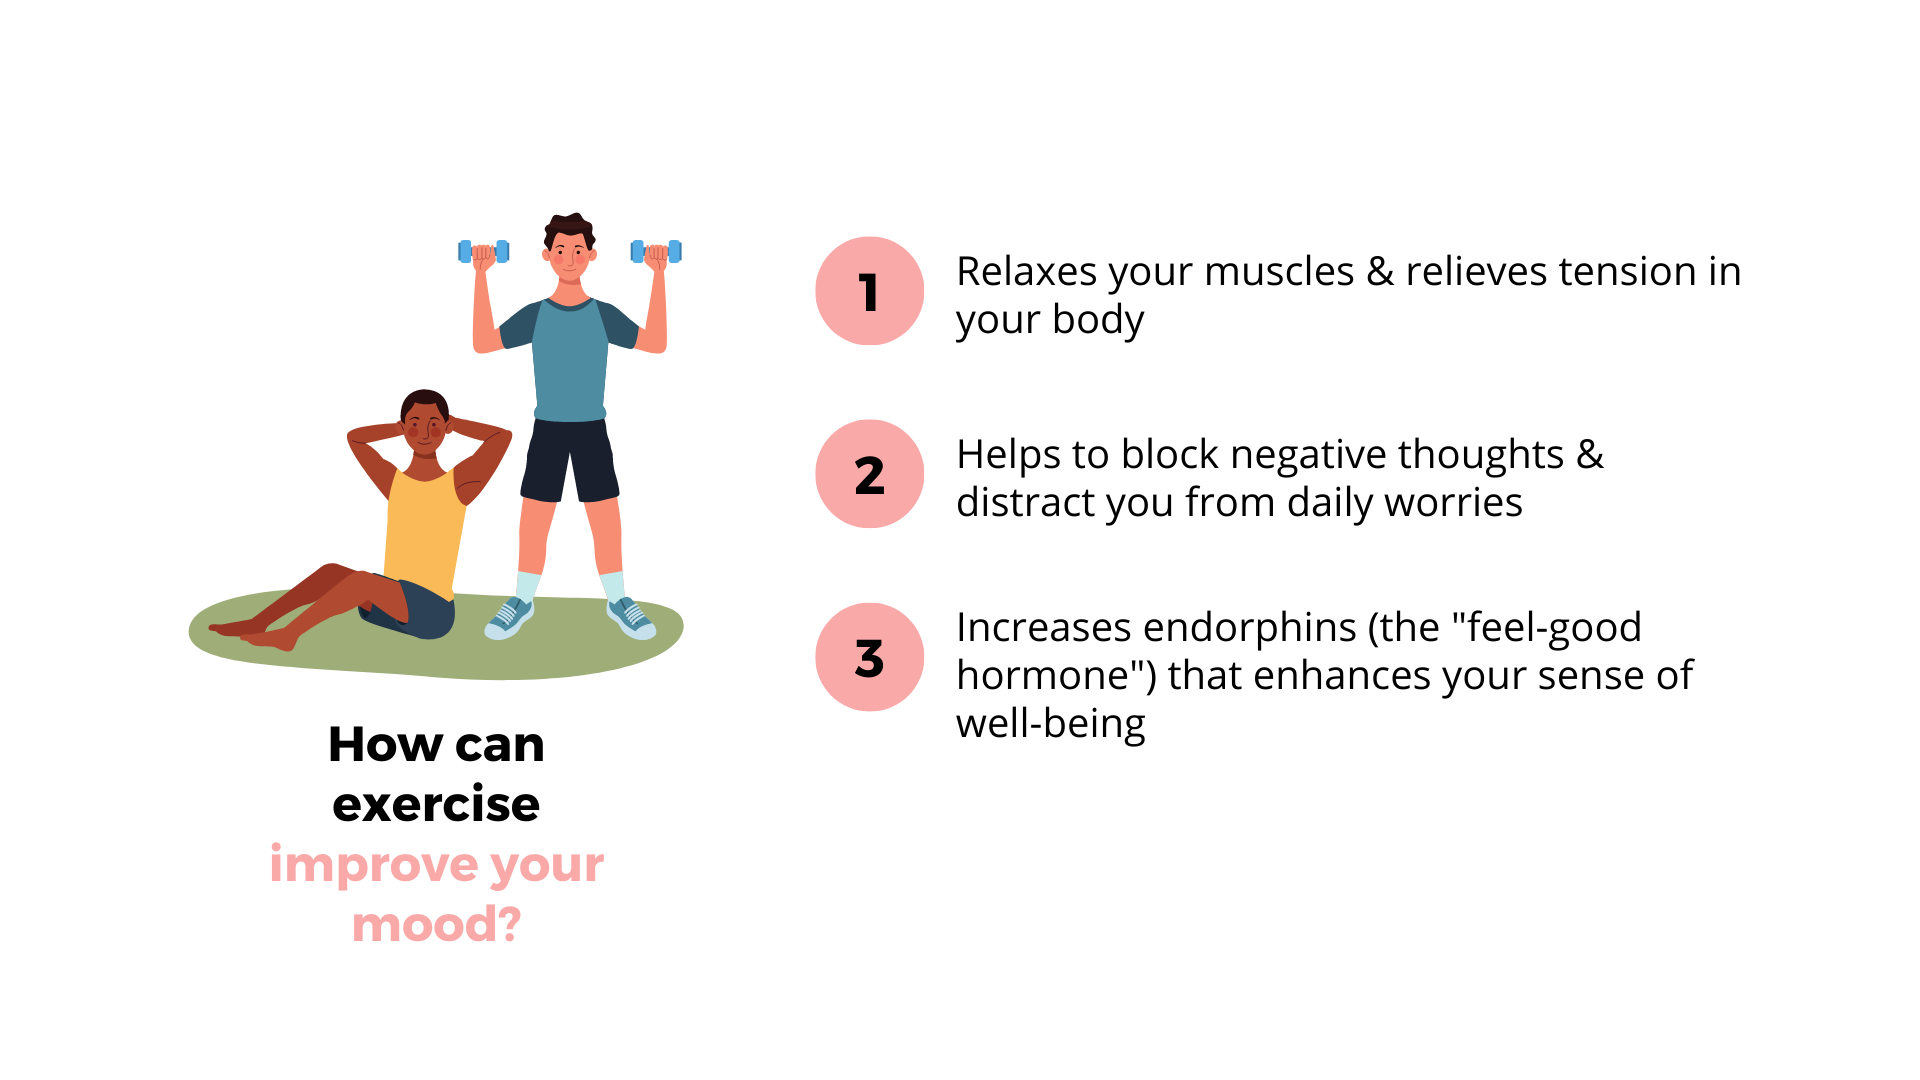 1
Relaxes your muscles & relieves tension in
your body
2
Helps to block negative thoughts &
distract you from daily worries
3
Increases endorphins (the "feel-good
hormone") that enhances your sense of
well-being
How can
exercise
improve your
mood?